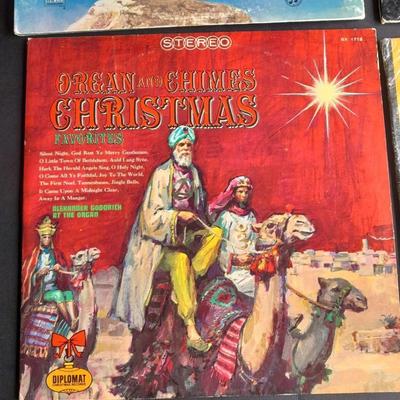 STEREO
ORGAN AND CHIMES
CHRISTMAS
FAVORITES
Silent Night, God Rest Ye Merry Gentlemen,
O Little Town Of Bethlehem, Auld Lang Syne,
Hark The Herald Angels Sing, O Holy Night,
O Come All Ye Faithful, Joy To The World,
The First Noel, Tannenbaum, Jingle Bells,
It Came Upon A Midnight Clear,
Away In A Manger
ALEXANDER GOODRICH
AT THE ORGAN
DIPLOMAT